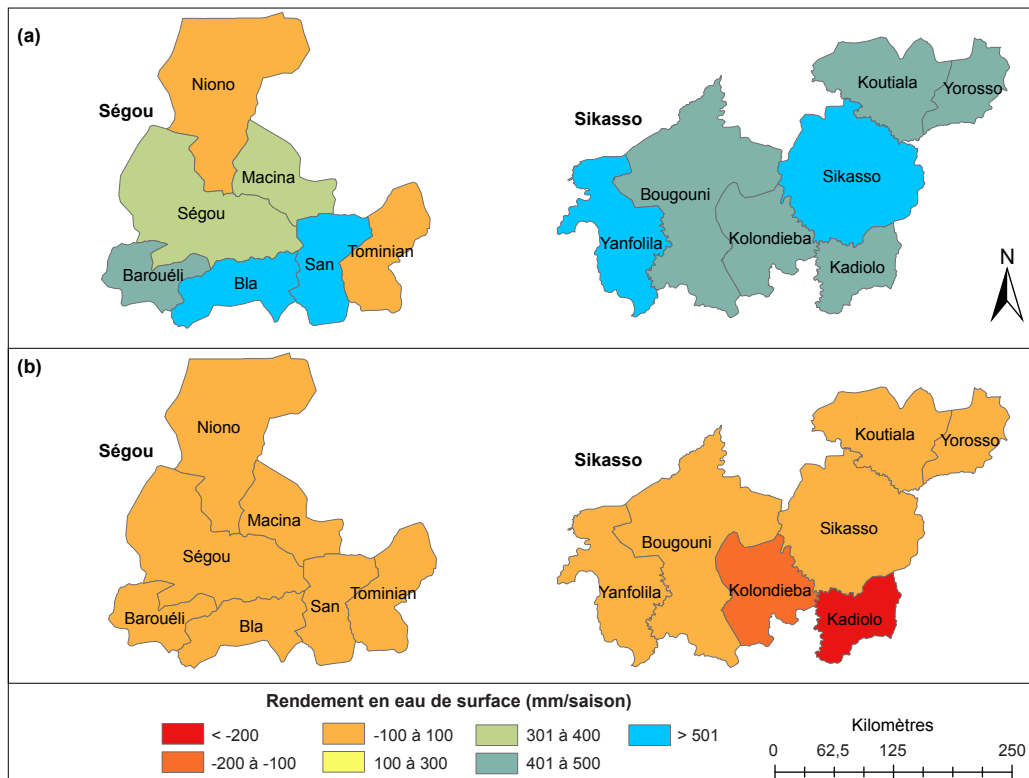 (a)
Niono
Ségou
Macina
Ségou
Barouéli
Bla
San
Tominian
Sikasso
Koutiala
Yorosso
Sikasso
Bougouni
Yanfolila
Kolondieba
Kadiolo
N
(b)
Niono
Ségou
Macina
Ségou
Barouéli
Bla
San
Tominian
Sikasso
Koutiala
Yorosso
Sikasso
Bougouni
Yanfolila
Kolondieba
Kadiolo
Rendement en eau de surface (mm/saison)
< -200
-100 à 100
301 à 400
> 501
-200 à -100
100 à 300
401 à 500
Kilomètres
0 62,5 125 250